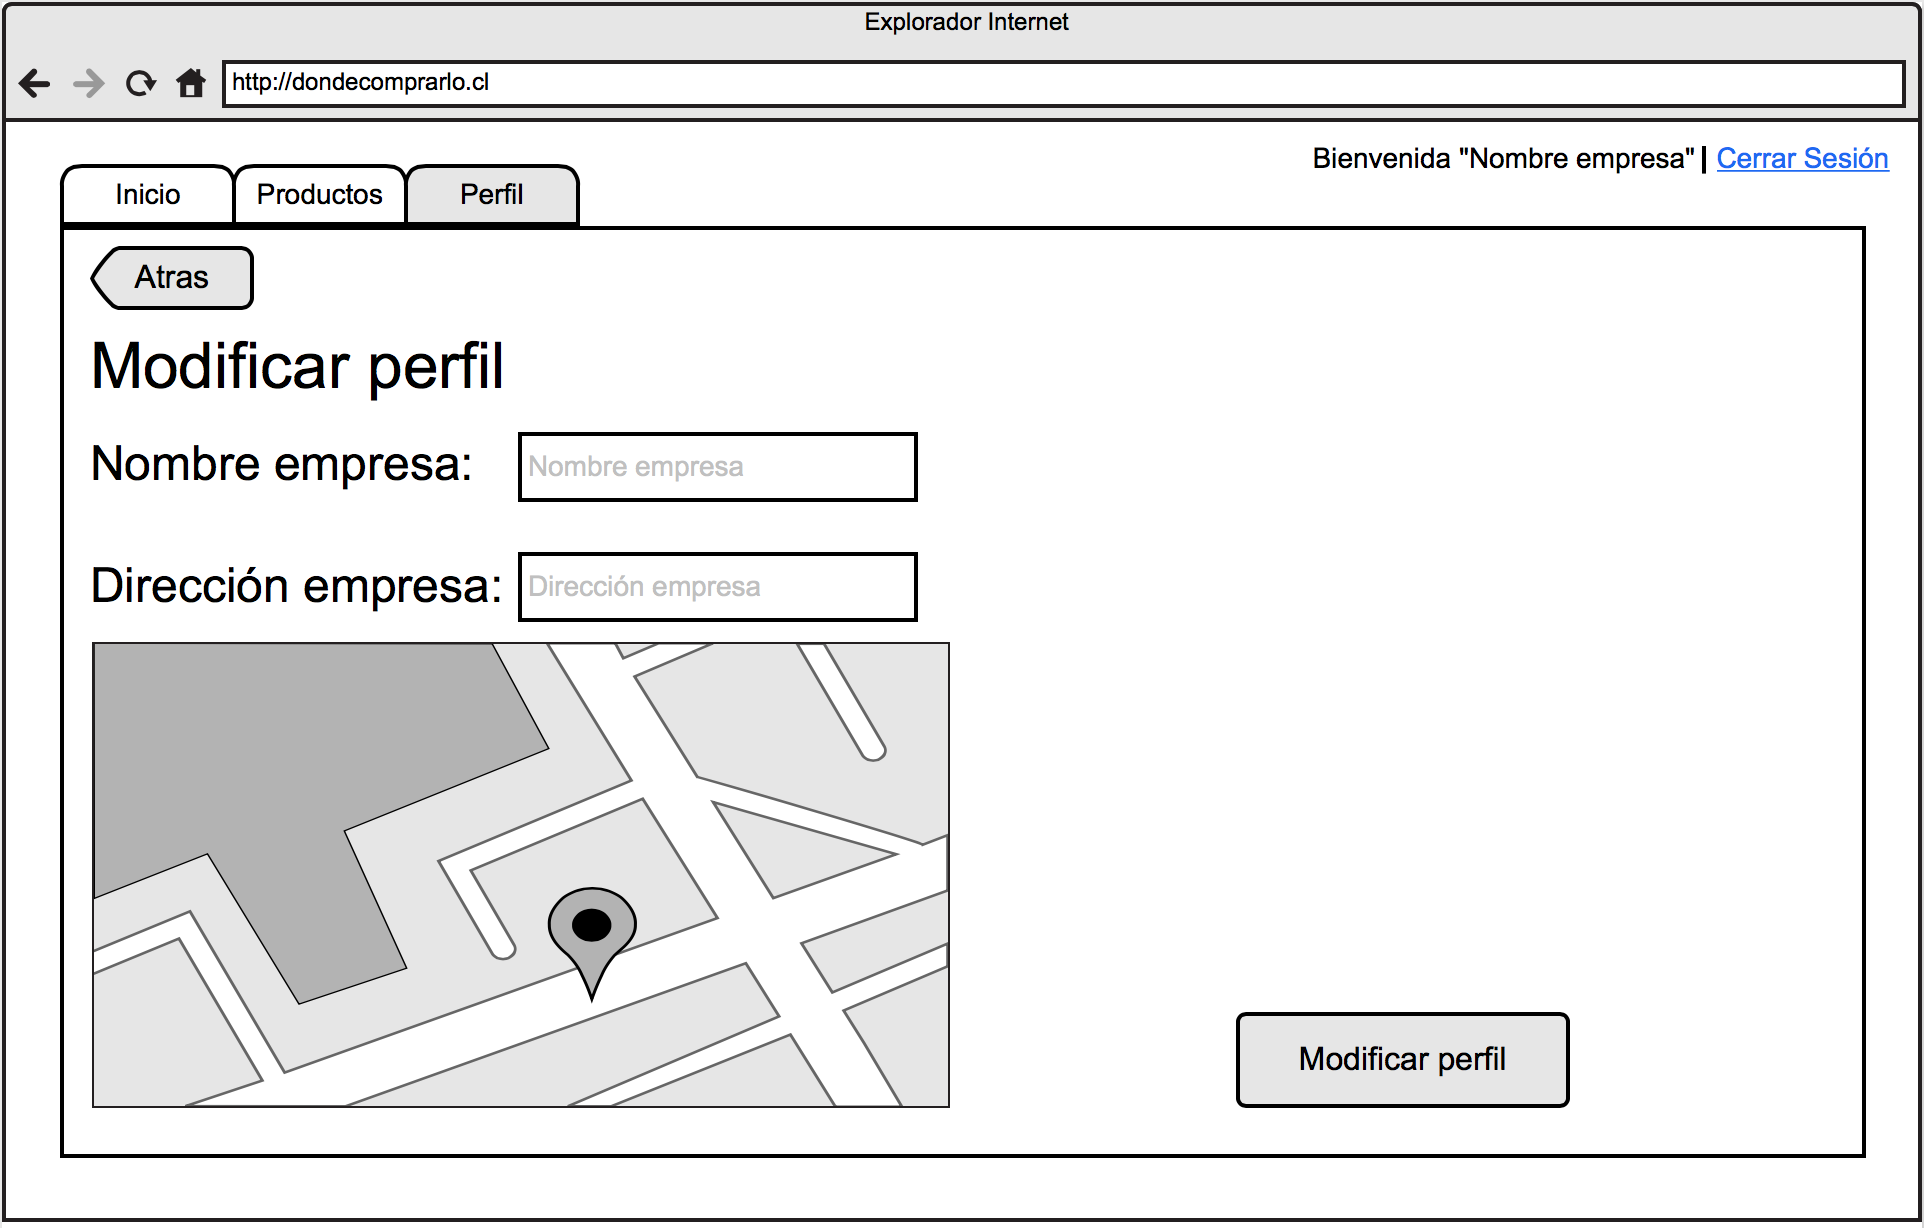 Explorador Internet
http://dondecomprarlo.cl
Bienvenida "Nombre empresa" | Cerrar Sesión
Inicio Productos Perfil
Atras
Modificar perfil
Nombre empresa: Nombre empresa
Dirección empresa: Dirección empresa
Modificar perfil